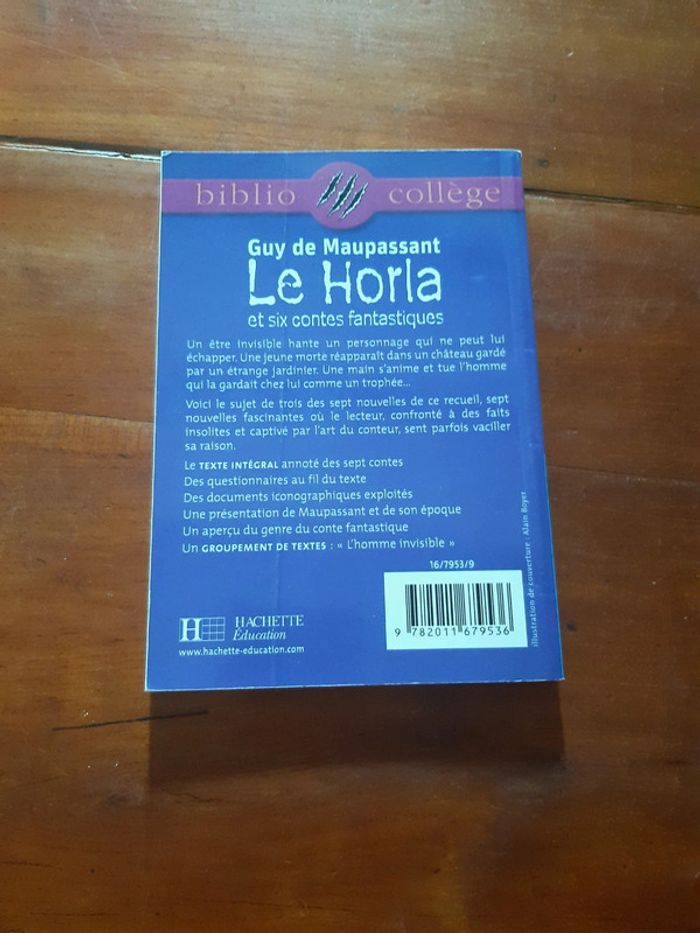 biblio collège
Guy de Maupassant
Le Horla
et six contes fantastiques
Un être invisible hante un personnage qui ne peut lui
échapper. Une jeune morte réapparaît dans un château gardé
par un étrange jardinier. Une main s'anime et tue l'homme
qui la gardait chez lui comme un trophée...
Voici le sujet de trois des sept nouvelles de ce recueil, sept
nouvelles fascinantes où le lecteur, confronté à des faits
insolites et captivé par l'art du conteur, sent parfois vaciller
sa raison.
Le TEXTE INTÉGRAL annoté des sept contes
Des questionnaires au fil du texte
Des documents iconographiques exploités
Une présentation de Maupassant et de son époque
Un aperçu du genre du conte fantastique
Un GROUPEMENT DE TEXTES : « L'homme invisible »
16/7953/9
9 782011 679536
H HACHETTE
Éducation
www.hachette-education.com
illustration de couverture : Alain Boyer